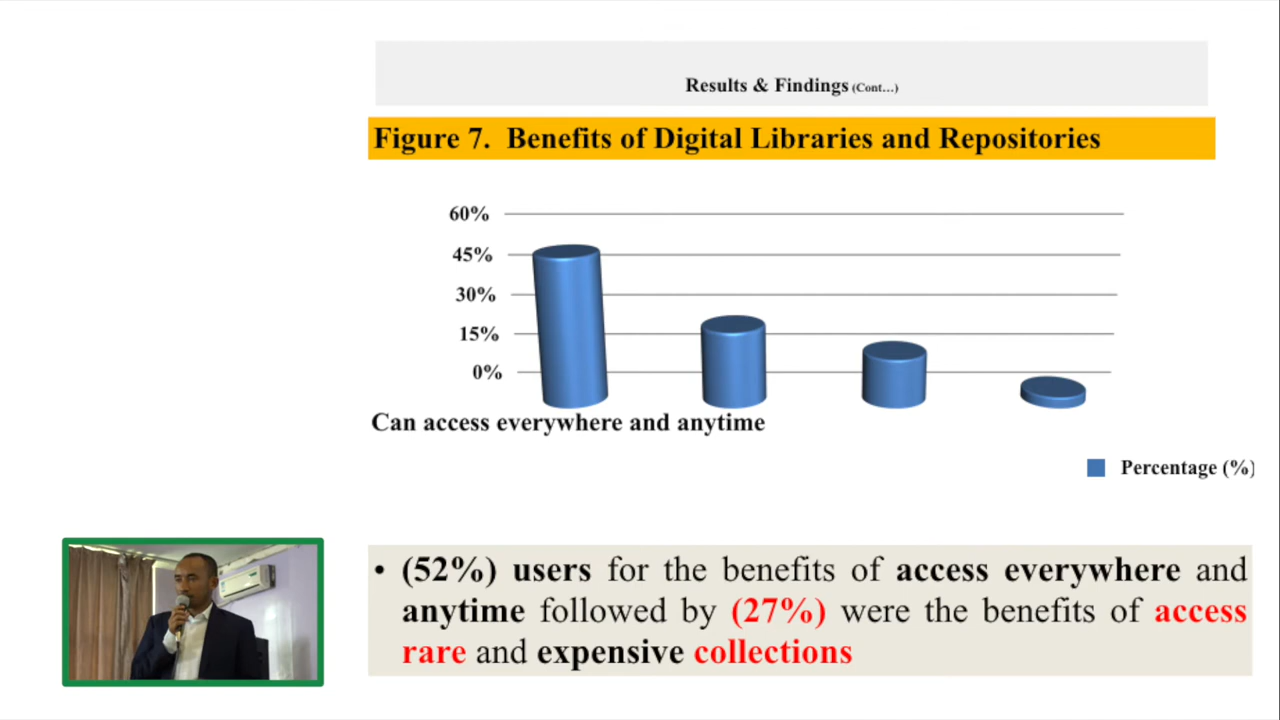 Results & Findings (Cont...)
Figure 7. Benefits of Digital Libraries and Repositories
60%
45%
30%
15%
0%
Can access everywhere and anytime
Percentage (%)
• (52%) users for the benefits of access everywhere and
anytime followed by (27%) were the benefits of access
rare and expensive collections